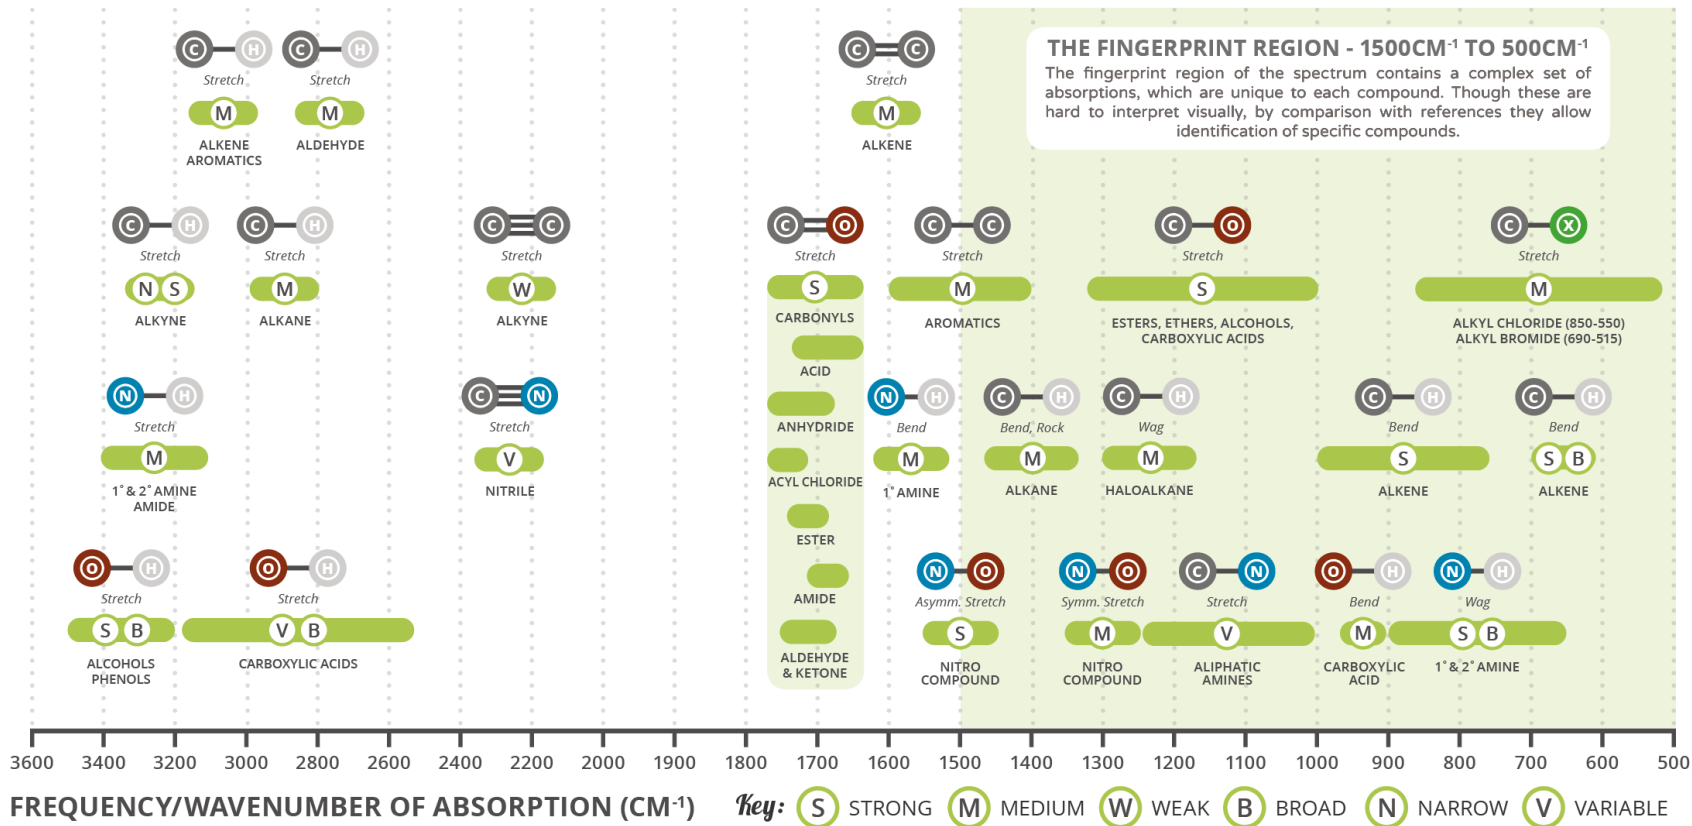 C H
C H
C C
THE FINGERPRINT REGION - 1500CM-1 TO 500CM-1
Stretch
Stretch
Stretch
The fingerprint region of the spectrum contains a complex set of
absorptions, which are unique to each compound. Though these are
hard to interpret visually, by comparison with references they allow
identification of specific compounds.
M
M
M
ALKENE
AROMATICS
ALDEHYDE
ALKENE
C H
C H
C C
C O
C C
C O
C X
Stretch
Stretch
Stretch
Stretch
Stretch
Stretch
Stretch
N S
M
W
S
M
S
M
ALKYNE
ALKANE
ALKYNE
CARBONYLS
AROMATICS
ESTERS, ETHERS, ALCOHOLS,
CARBOXYLIC ACIDS
ALKYL CHLORIDE (850-550)
ALKYL BROMIDE (690-515)
ACID
ANHYDRIDE
ACYL CHLORIDE
ESTER
AMIDE
ALDEHYDE
& KETONE
N H
C N
N H
C H
C H
C H
C H
Stretch
Stretch
Bend
Bend, Rock
Wag
Bend
Bend
M
V
M
M
M
S
S B
1° & 2° AMINE
AMIDE
NITRILE
1° AMINE
ALKANE
HALOALKANE
ALKENE
ALKENE
O H
O H
N O
N O
C N
O H
N H
Stretch
Stretch
Asymm. Stretch
Symm. Stretch
Stretch
Bend
Wag
S B
V B
S
M
V
M
S B
ALCOHOLS
PHENOLS
CARBOXYLIC ACIDS
NITRO
COMPOUND
NITRO
COMPOUND
ALIPHATIC
AMINES
CARBOXYLIC
ACID
1° & 2° AMINE
3600 3400 3200 3000 2800 2600 2400 2200 2000 1900 1800 1700 1600 1500 1400 1300 1200 1100 1000 900 800 700 600 500
FREQUENCY/WAVENUMBER OF ABSORPTION (CM-1)
Key: S STRONG M MEDIUM W WEAK B BROAD N NARROW V VARIABLE